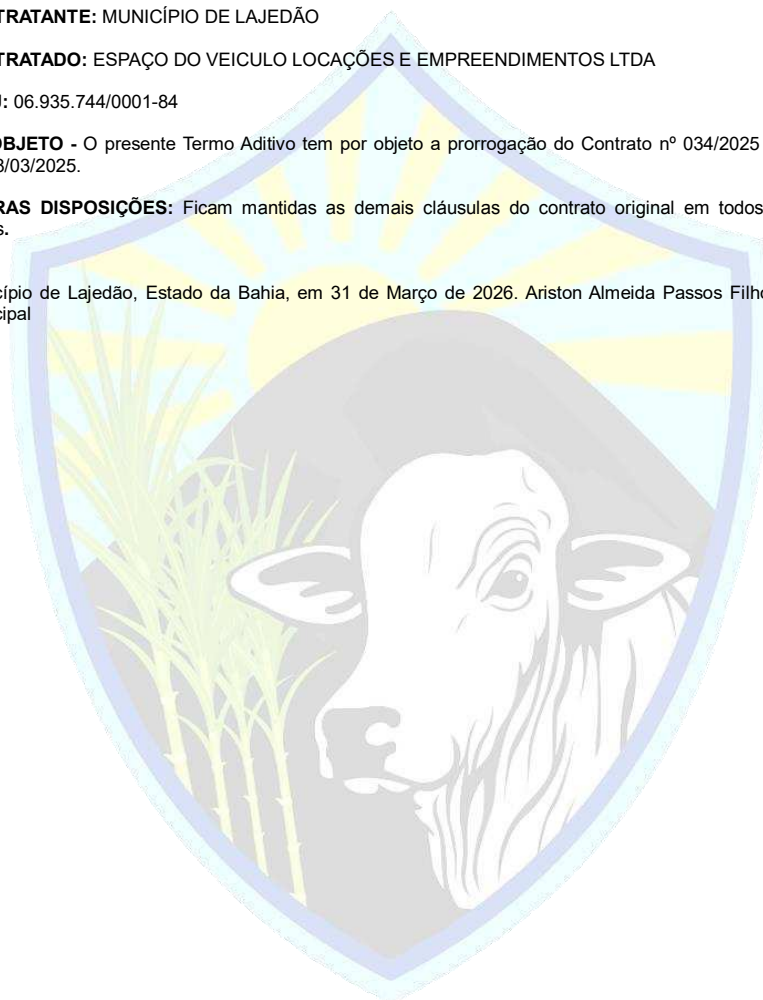 TRATANTE: MUNICÍPIO DE LAJEDÃO
TRATADO: ESPAÇO DO VEICULO LOCAÇÕES E EMPREENDIMENTOS LTDA
: 06.935.744/0001-84
OBJETO - O presente Termo Aditivo tem por objeto a prorrogação do Contrato nº 034/2025
/03/2025.
RAS DISPOSIÇÕES: Ficam mantidas as demais cláusulas do contrato original em todos
s.
cípio de Lajedão, Estado da Bahia, em 31 de Março de 2026. Ariston Almeida Passos Filho
cipal